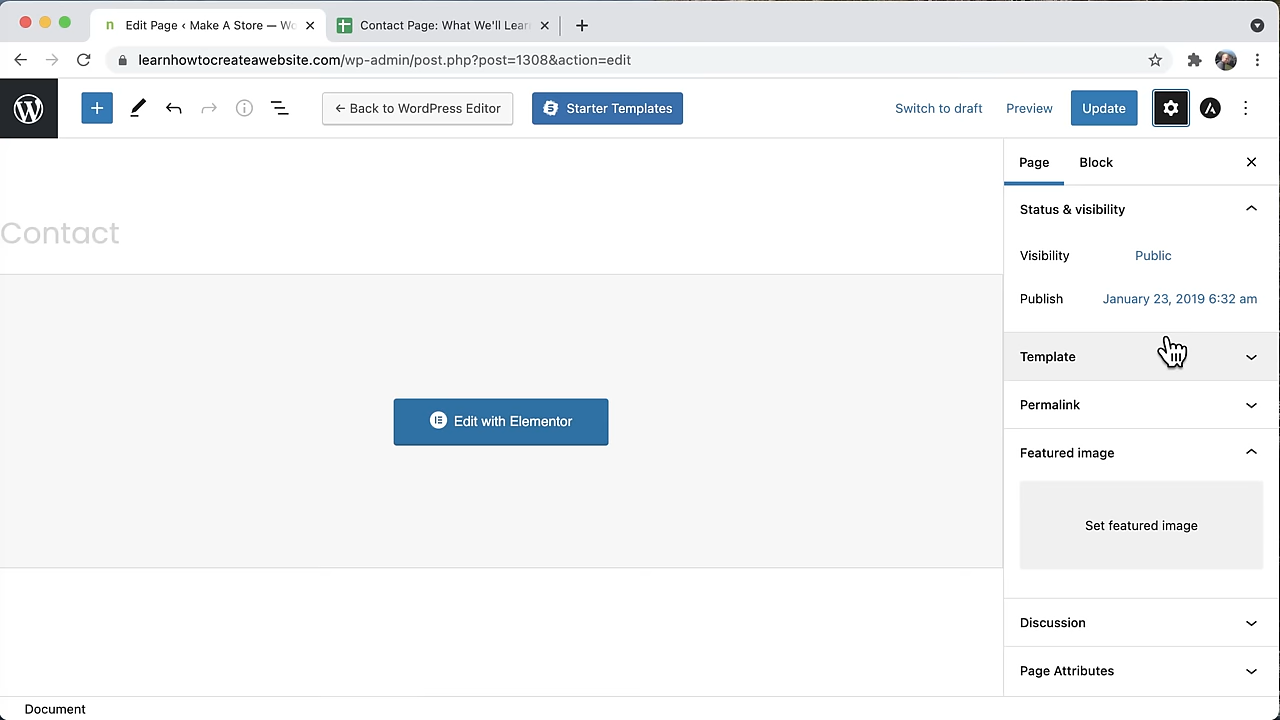 Edit Page ‹ Make A Store — Wo
Contact Page: What We'll Lear
learnhowtocreateawebsite.com/wp-admin/post.php?post=1308&action=edit
← Back to WordPress Editor
Starter Templates
Switch to draft
Preview
Update
Page
Block
Status & visibility
Contact
Visibility
Public
Publish
January 23, 2019 6:32 am
Template
Permalink
Edit with Elementor
Featured image
Set featured image
Discussion
Page Attributes
Document